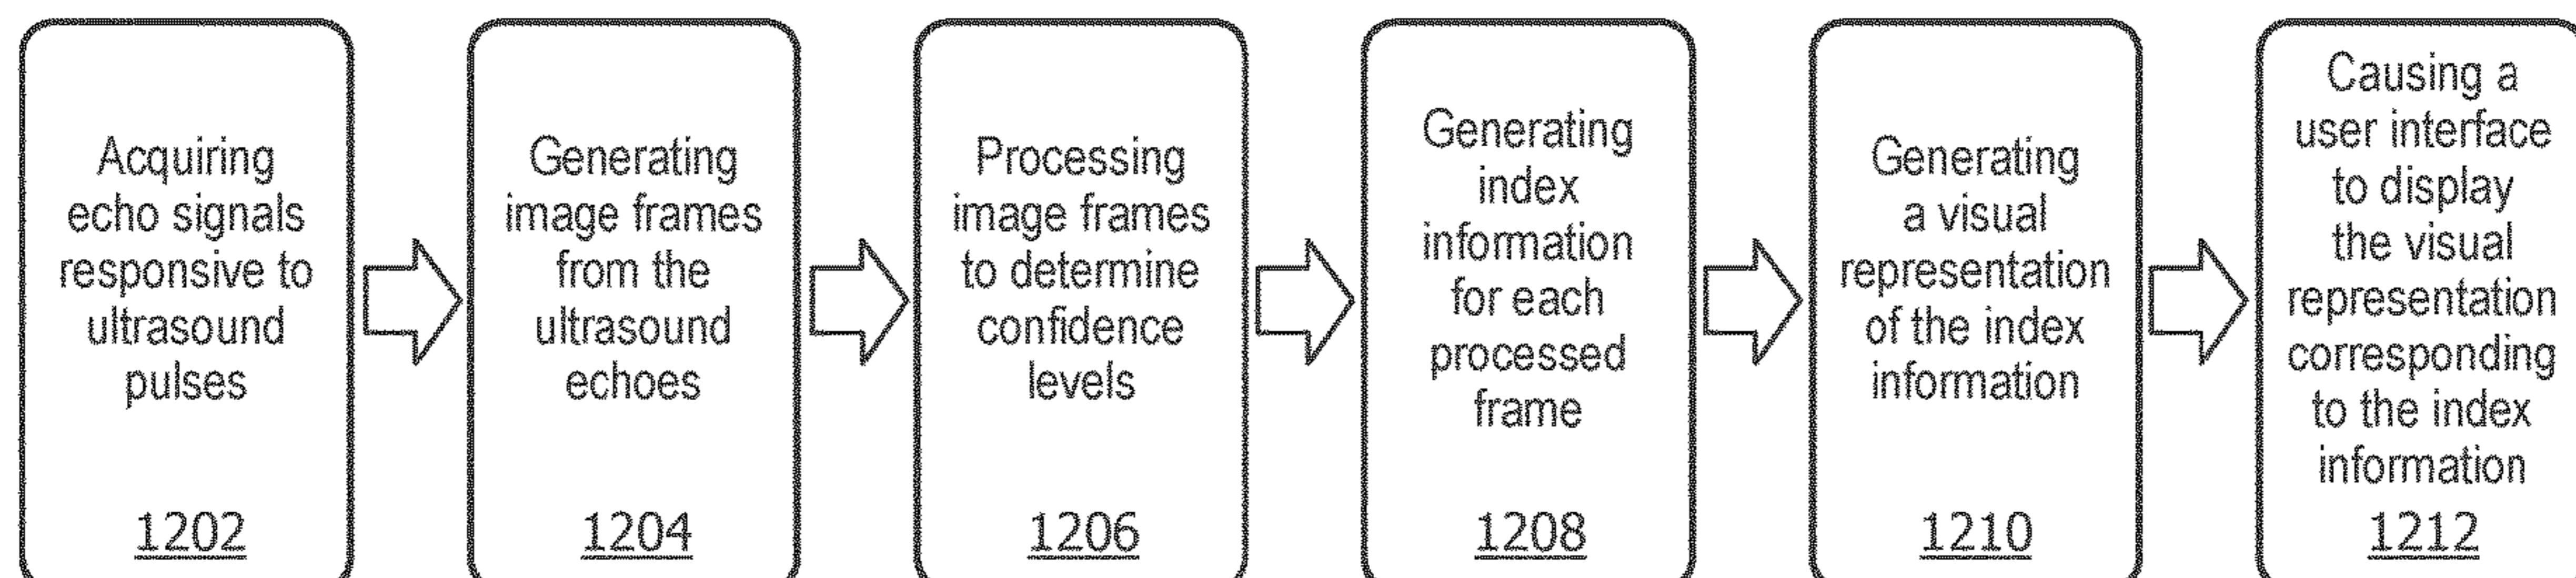 Acquiring
echo signals
responsive to
ultrasound
pulses
1202
Generating
image frames
from the
ultrasound
echoes
1204
Processing
image frames
to determine
confidence
levels
1206
Generating
index
information
for each
processed
frame
1208
Generating
a visual
representation
of the index
information
1210
Causing a
user interface
to display
the visual
representation
corresponding
to the index
information
1212